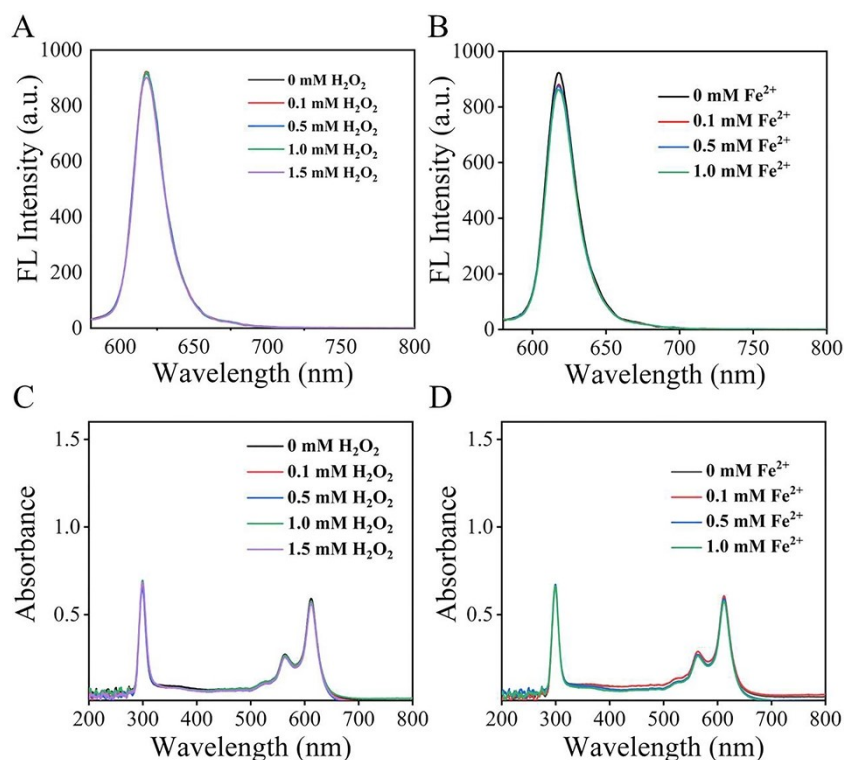 A
1000
800
600
400
200
0
FL Intensity (a.u.)
0 mM H₂O₂
0.1 mM H₂O₂
0.5 mM H₂O₂
1.0 mM H₂O₂
1.5 mM H₂O₂
600 650 700 750 800
Wavelength (nm)
B
1000
800
600
400
200
0
FL Intensity (a.u.)
0 mM Fe²⁺
0.1 mM Fe²⁺
0.5 mM Fe²⁺
1.0 mM Fe²⁺
600 650 700 750 800
Wavelength (nm)
C
1.5
1.0
0.5
Absorbance
0 mM H₂O₂
0.1 mM H₂O₂
0.5 mM H₂O₂
1.0 mM H₂O₂
1.5 mM H₂O₂
200 300 400 500 600 700 800
Wavelength (nm)
D
1.5
1.0
0.5
Absorbance
0 mM Fe²⁺
0.1 mM Fe²⁺
0.5 mM Fe²⁺
1.0 mM Fe²⁺
200 300 400 500 600 700 800
Wavelength (nm)